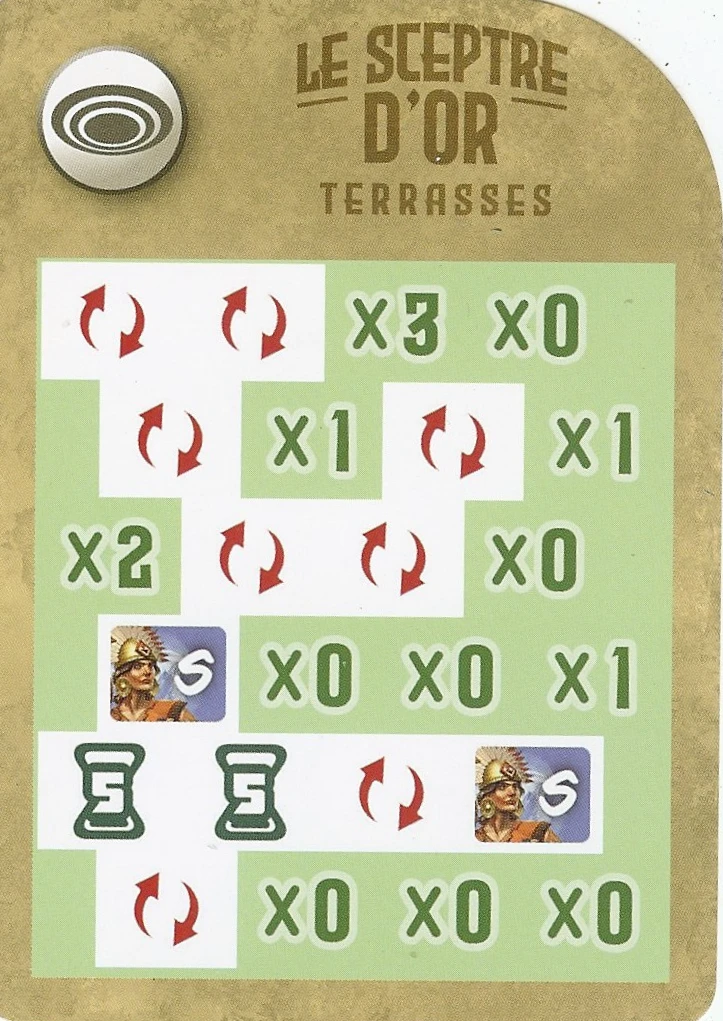 LE SCEPTRE
D'OR
TERRASSES
X3 X0
X1 X1
X2 X0
S X0 X0 X1
5 5 S
X0 X0 X0